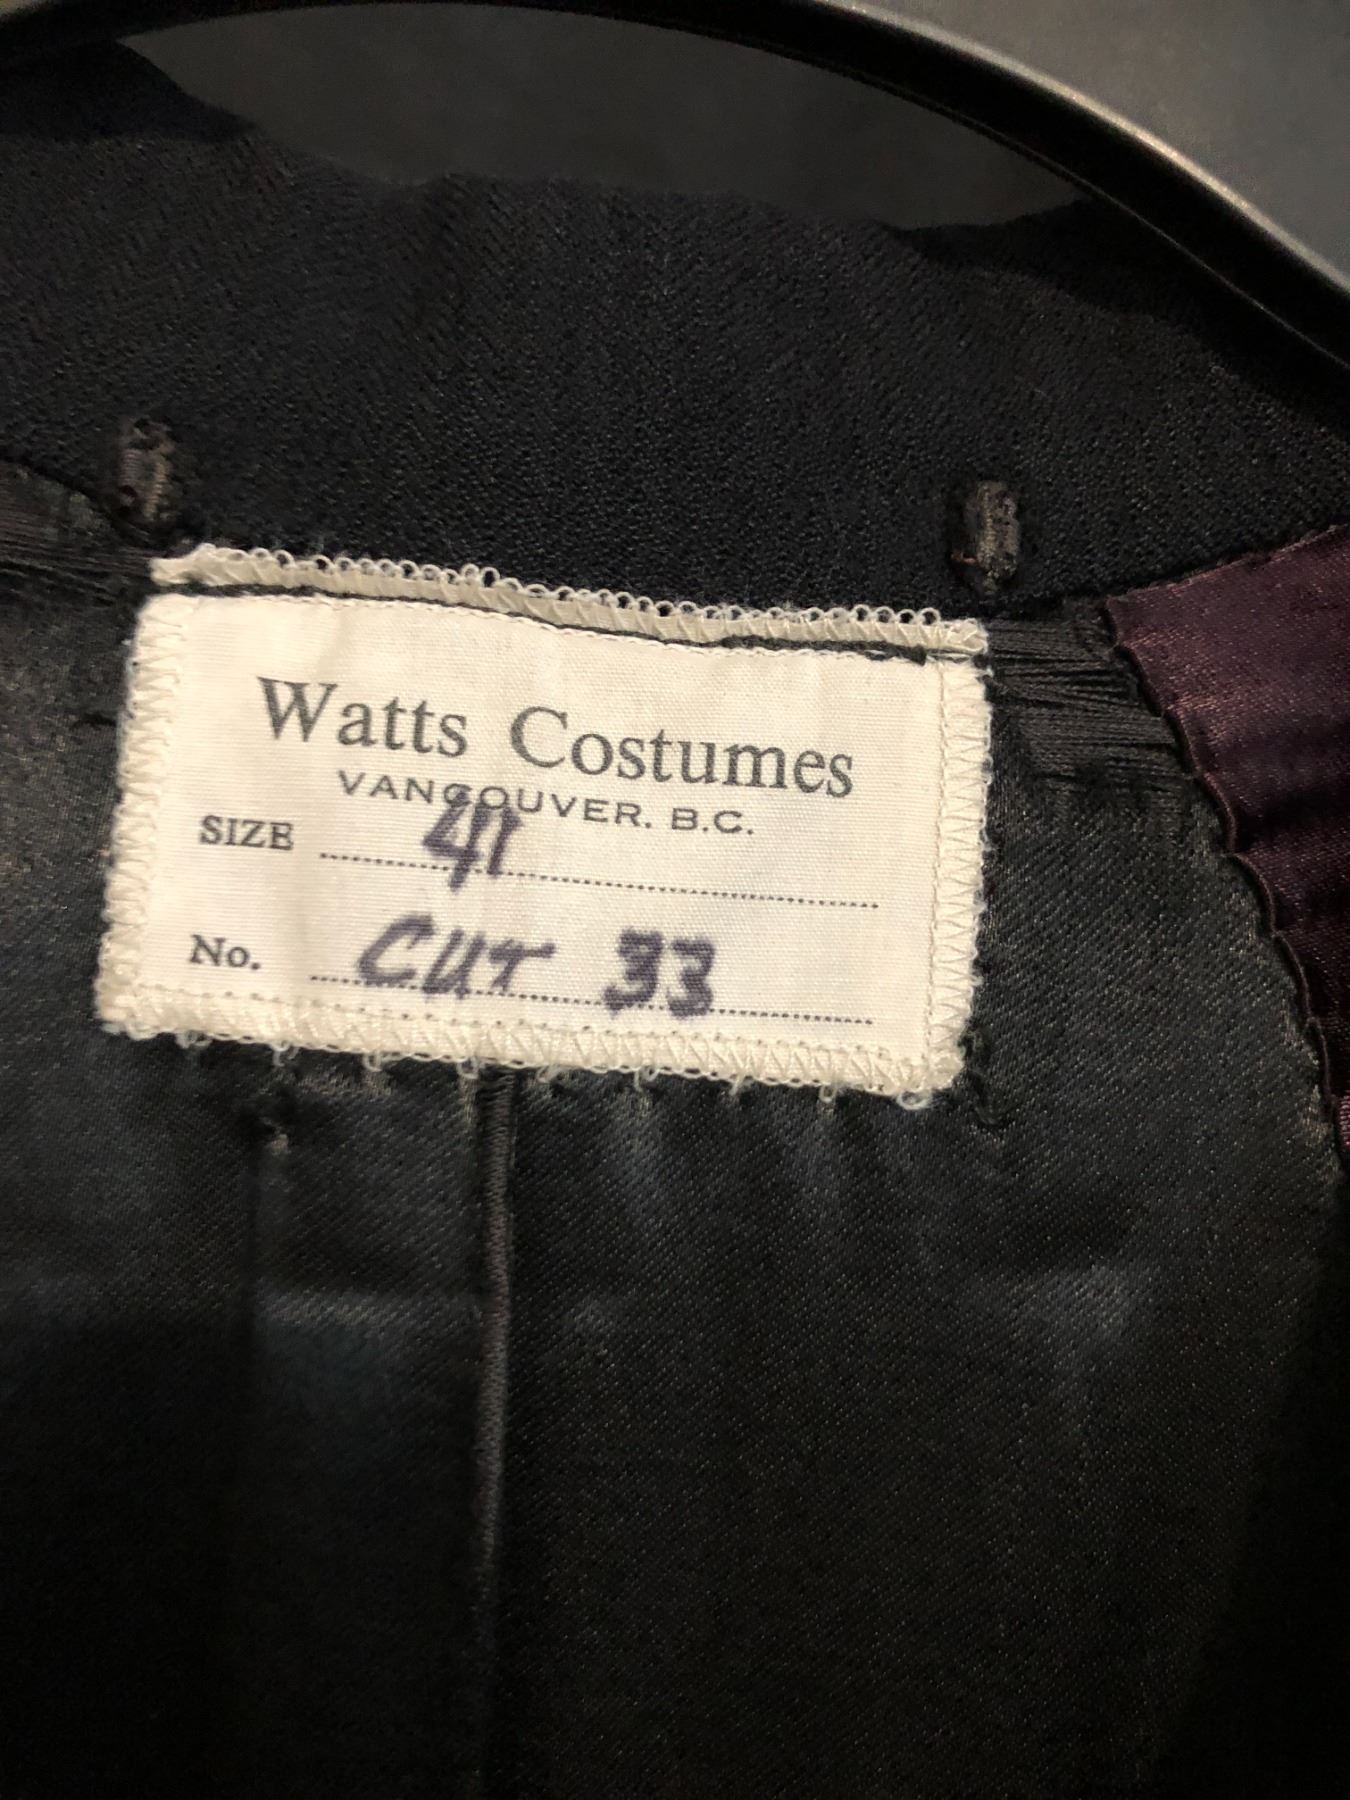 Watts Costumes
VANCOUVER. B.C.
SIZE 41
No. CUT 33